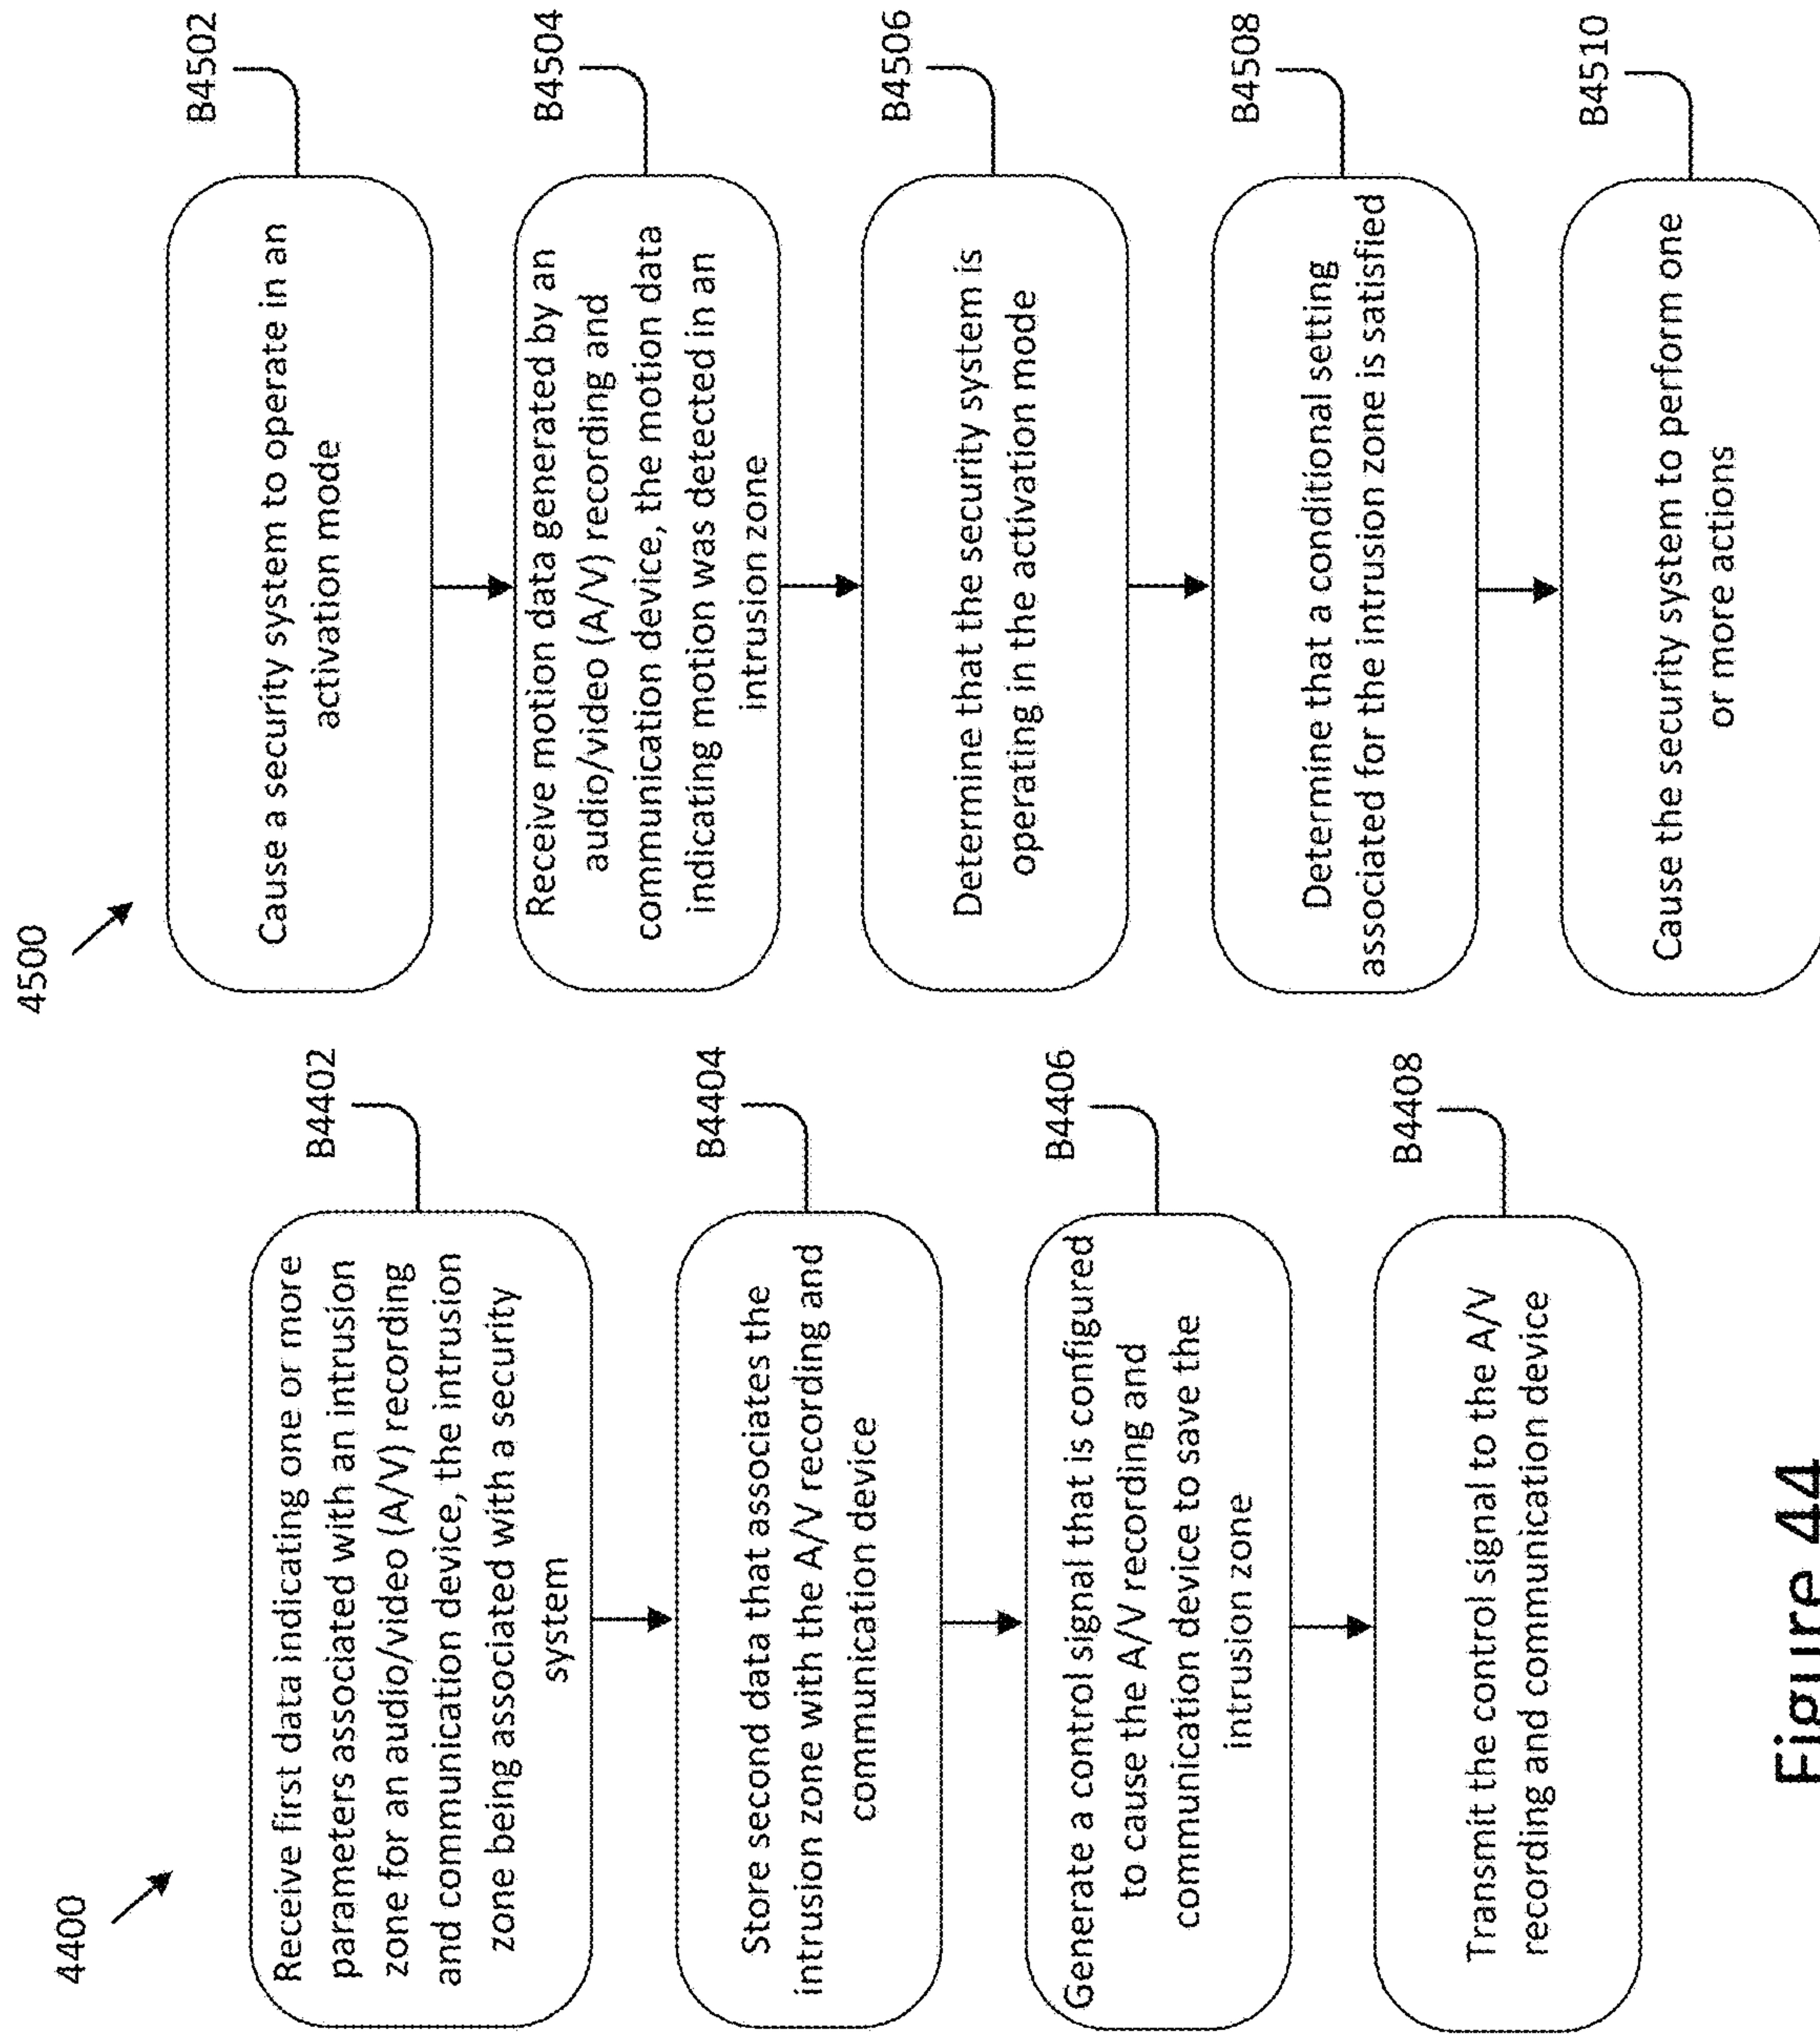 4400
Receive first data indicating one or more
parameters associated with an intrusion
zone for an audio/video (A/V) recording
and communication device, the intrusion
zone being associated with a security
system
B4402
Store second data that associates the
intrusion zone with the A/V recording and
communication device
B4404
Generate a control signal that is configured
to cause the A/V recording and
communication device to save the
intrusion zone
B4406
Transmit the control signal to the A/V
recording and communication device
B4408
Figure 44
4500
Cause a security system to operate in an
activation mode
B4502
Receive motion data generated by an
audio/video (A/V) recording and
communication device, the motion data
indicating motion was detected in an
intrusion zone
B4504
Determine that the security system is
operating in the activation mode
B4506
Determine that a conditional setting
associated for the intrusion zone is satisfied
B4508
Cause the security system to perform one
or more actions
B4510